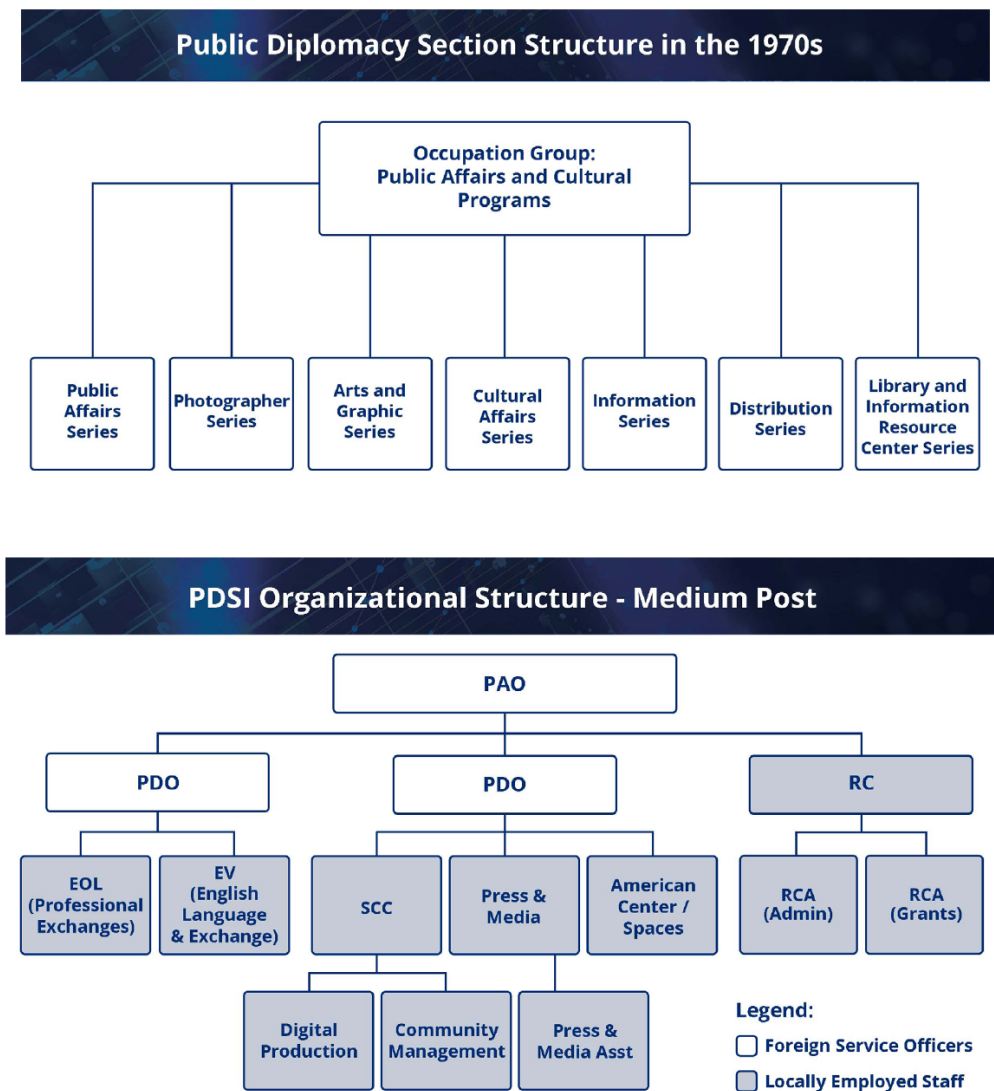 Public Diplomacy Section Structure in the 1970s
Occupation Group:
Public Affairs and Cultural
Programs
Public
Affairs
Series
Photographer
Series
Arts and
Graphic
Series
Cultural
Affairs
Series
Information
Series
Distribution
Series
Library and
Information
Resource
Center Series
PDSI Organizational Structure - Medium Post
PAO
PDO
PDO
RC
EOL
(Professional
Exchanges)
EV
(English
Language
& Exchange)
SCC
Press &
Media
American
Center /
Spaces
RCA
(Admin)
RCA
(Grants)
Digital
Production
Community
Management
Press &
Media Asst
Legend:
Foreign Service Officers
Locally Employed Staff